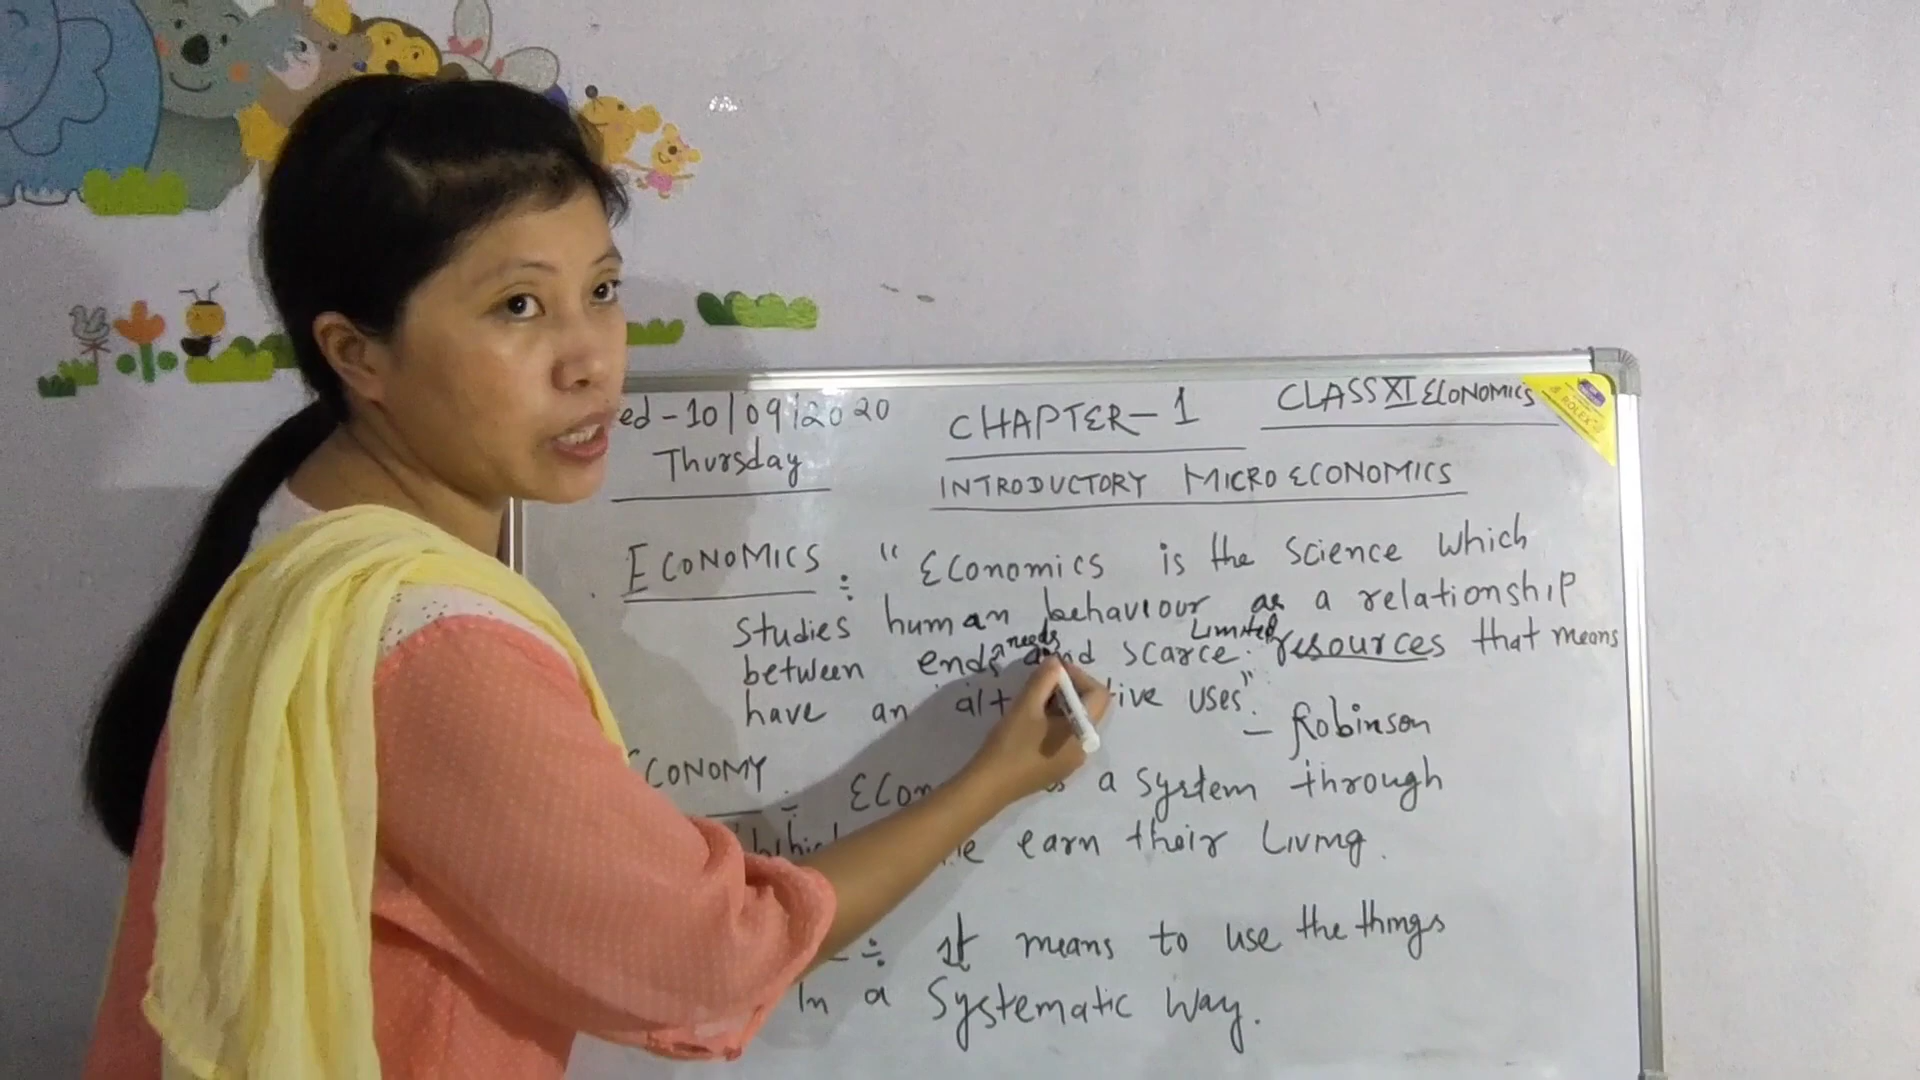 ed-10/09/2020
Thursday
CHAPTER-1
CLASS XI ECONOMICS
ROLEX
INTRODUCTORY MICRO ECONOMICS
ECONOMICS ÷ "Economics is the science which
studies human behaviour as a relationship
needs Limited
between ends and scarce resources that means
have an alt tive uses"
- Robinson
CONOMY - Econ a system through
earn their Living.
÷ It means to use the things
In a Systematic way.